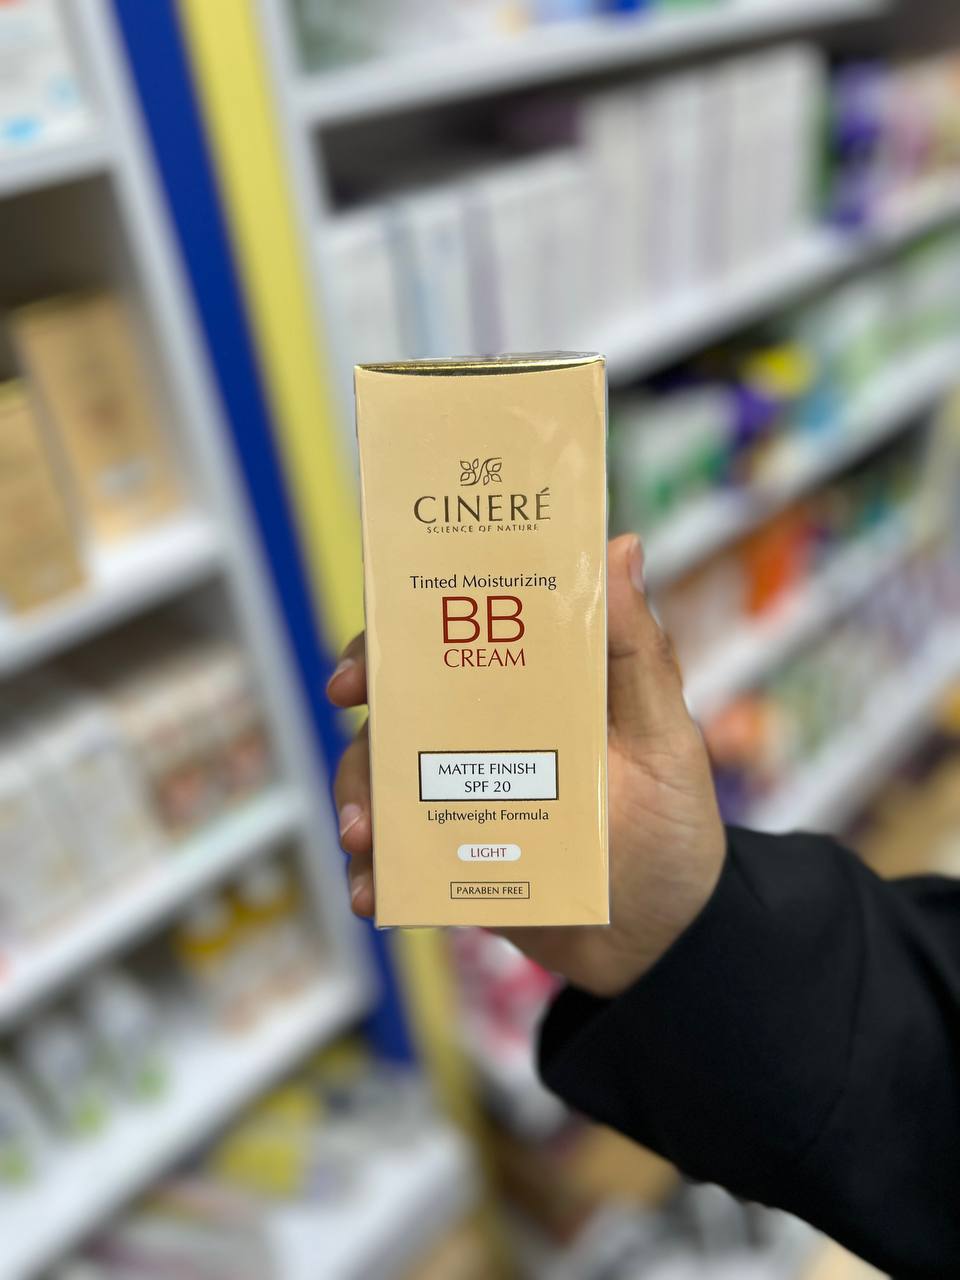 CINERÉ
SCIENCE OF NATURE
Tinted Moisturizing
BB
CREAM
MATTE FINISH
SPF 20
Lightweight Formula
LIGHT
PARABEN FREE